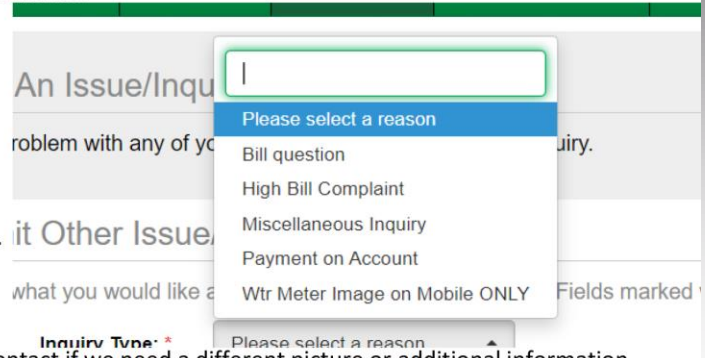 An Issue/Inqu
Please select a reason
roblem with any of yo
uiry.
Bill question
High Bill Complaint
it Other Issue/
Miscellaneous Inquiry
Payment on Account
what you would like a
Wtr Meter Image on Mobile ONLY
Fields marked
Inquiry Type: *
Please select a reason
ontact if we need a different picture or additional information